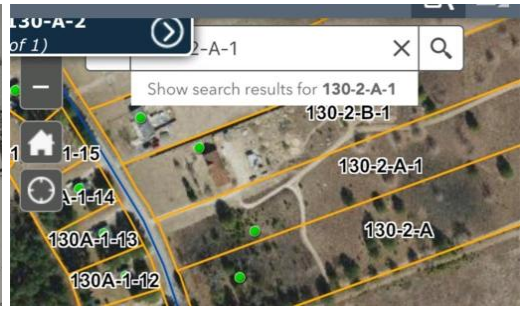 130-A-2
of 1)
2-A-1
Show search results for 130-2-A-1
130-2-B-1
1-15
130-2-A-1
A-1-14
130-2-A
130A-1-13
130A-1-12